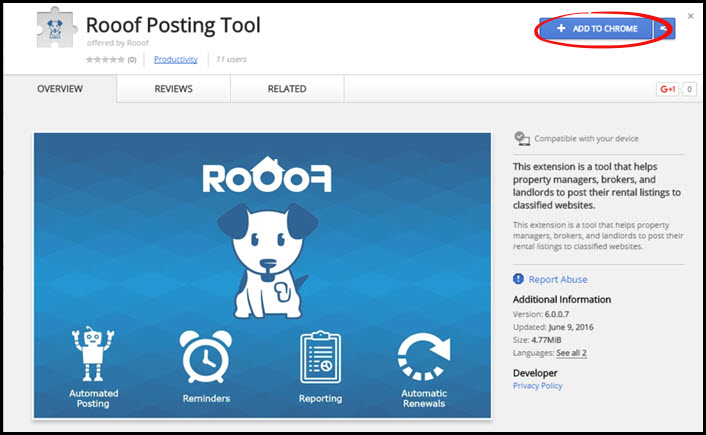 Rooof Posting Tool
offered by Rooof
(0)
Productivity
11 users
ADD TO CHROME
OVERVIEW
REVIEWS
RELATED
G+1
0
RoOoF
Automated
Posting
Reminders
Reporting
Automatic
Renewals
Compatible with your device
This extension is a tool that helps
property managers, brokers, and
landlords to post their rental listings to
classified websites.
This extension is a tool that helps property
managers, brokers, and landlords to post their
rental listings to classified websites.
Report Abuse
Additional Information
Version: 6.0.0.7
Updated: June 9, 2016
Size: 4.77MiB
Languages: See all 2
Developer
Privacy Policy